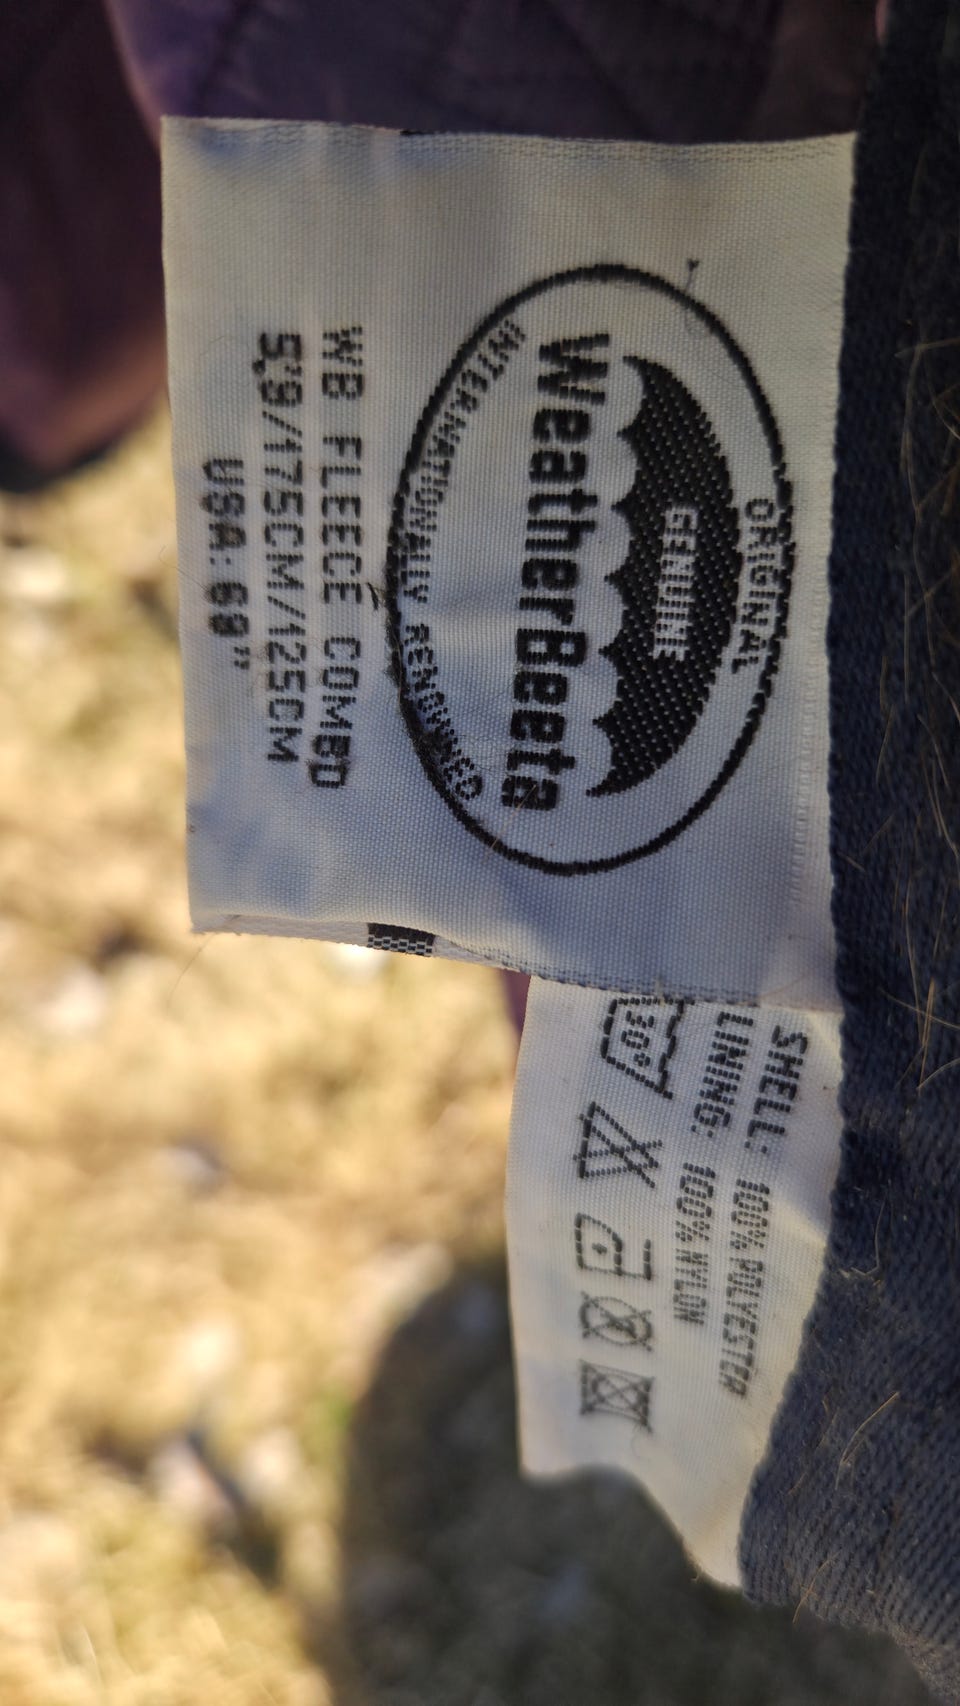 ORIGINAL
GENUINE
WeatherBeeta
INTERNATIONALLY RENOWNED
WB FLEECE COMBO
5'9/175CM/125CM
USA: 69"
SHELL: 100% POLYESTER
LINING: 100% NYLON
30°